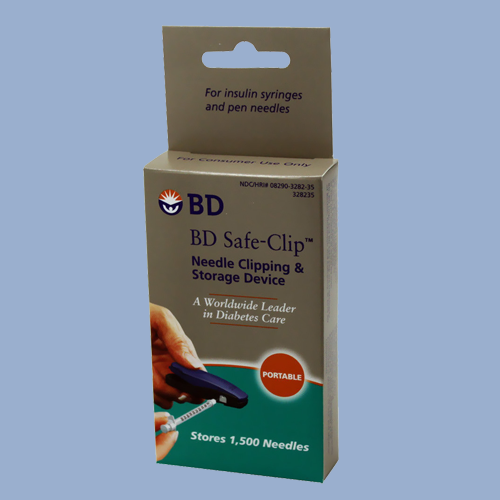 For insulin syringes
and pen needles
For Consumer Use Only
NDC/HRI# 08290-3282-35
328235
BD
BD Safe-Clip™
Needle Clipping &
Storage Device
A Worldwide Leader
in Diabetes Care
PORTABLE
Stores 1,500 Needles